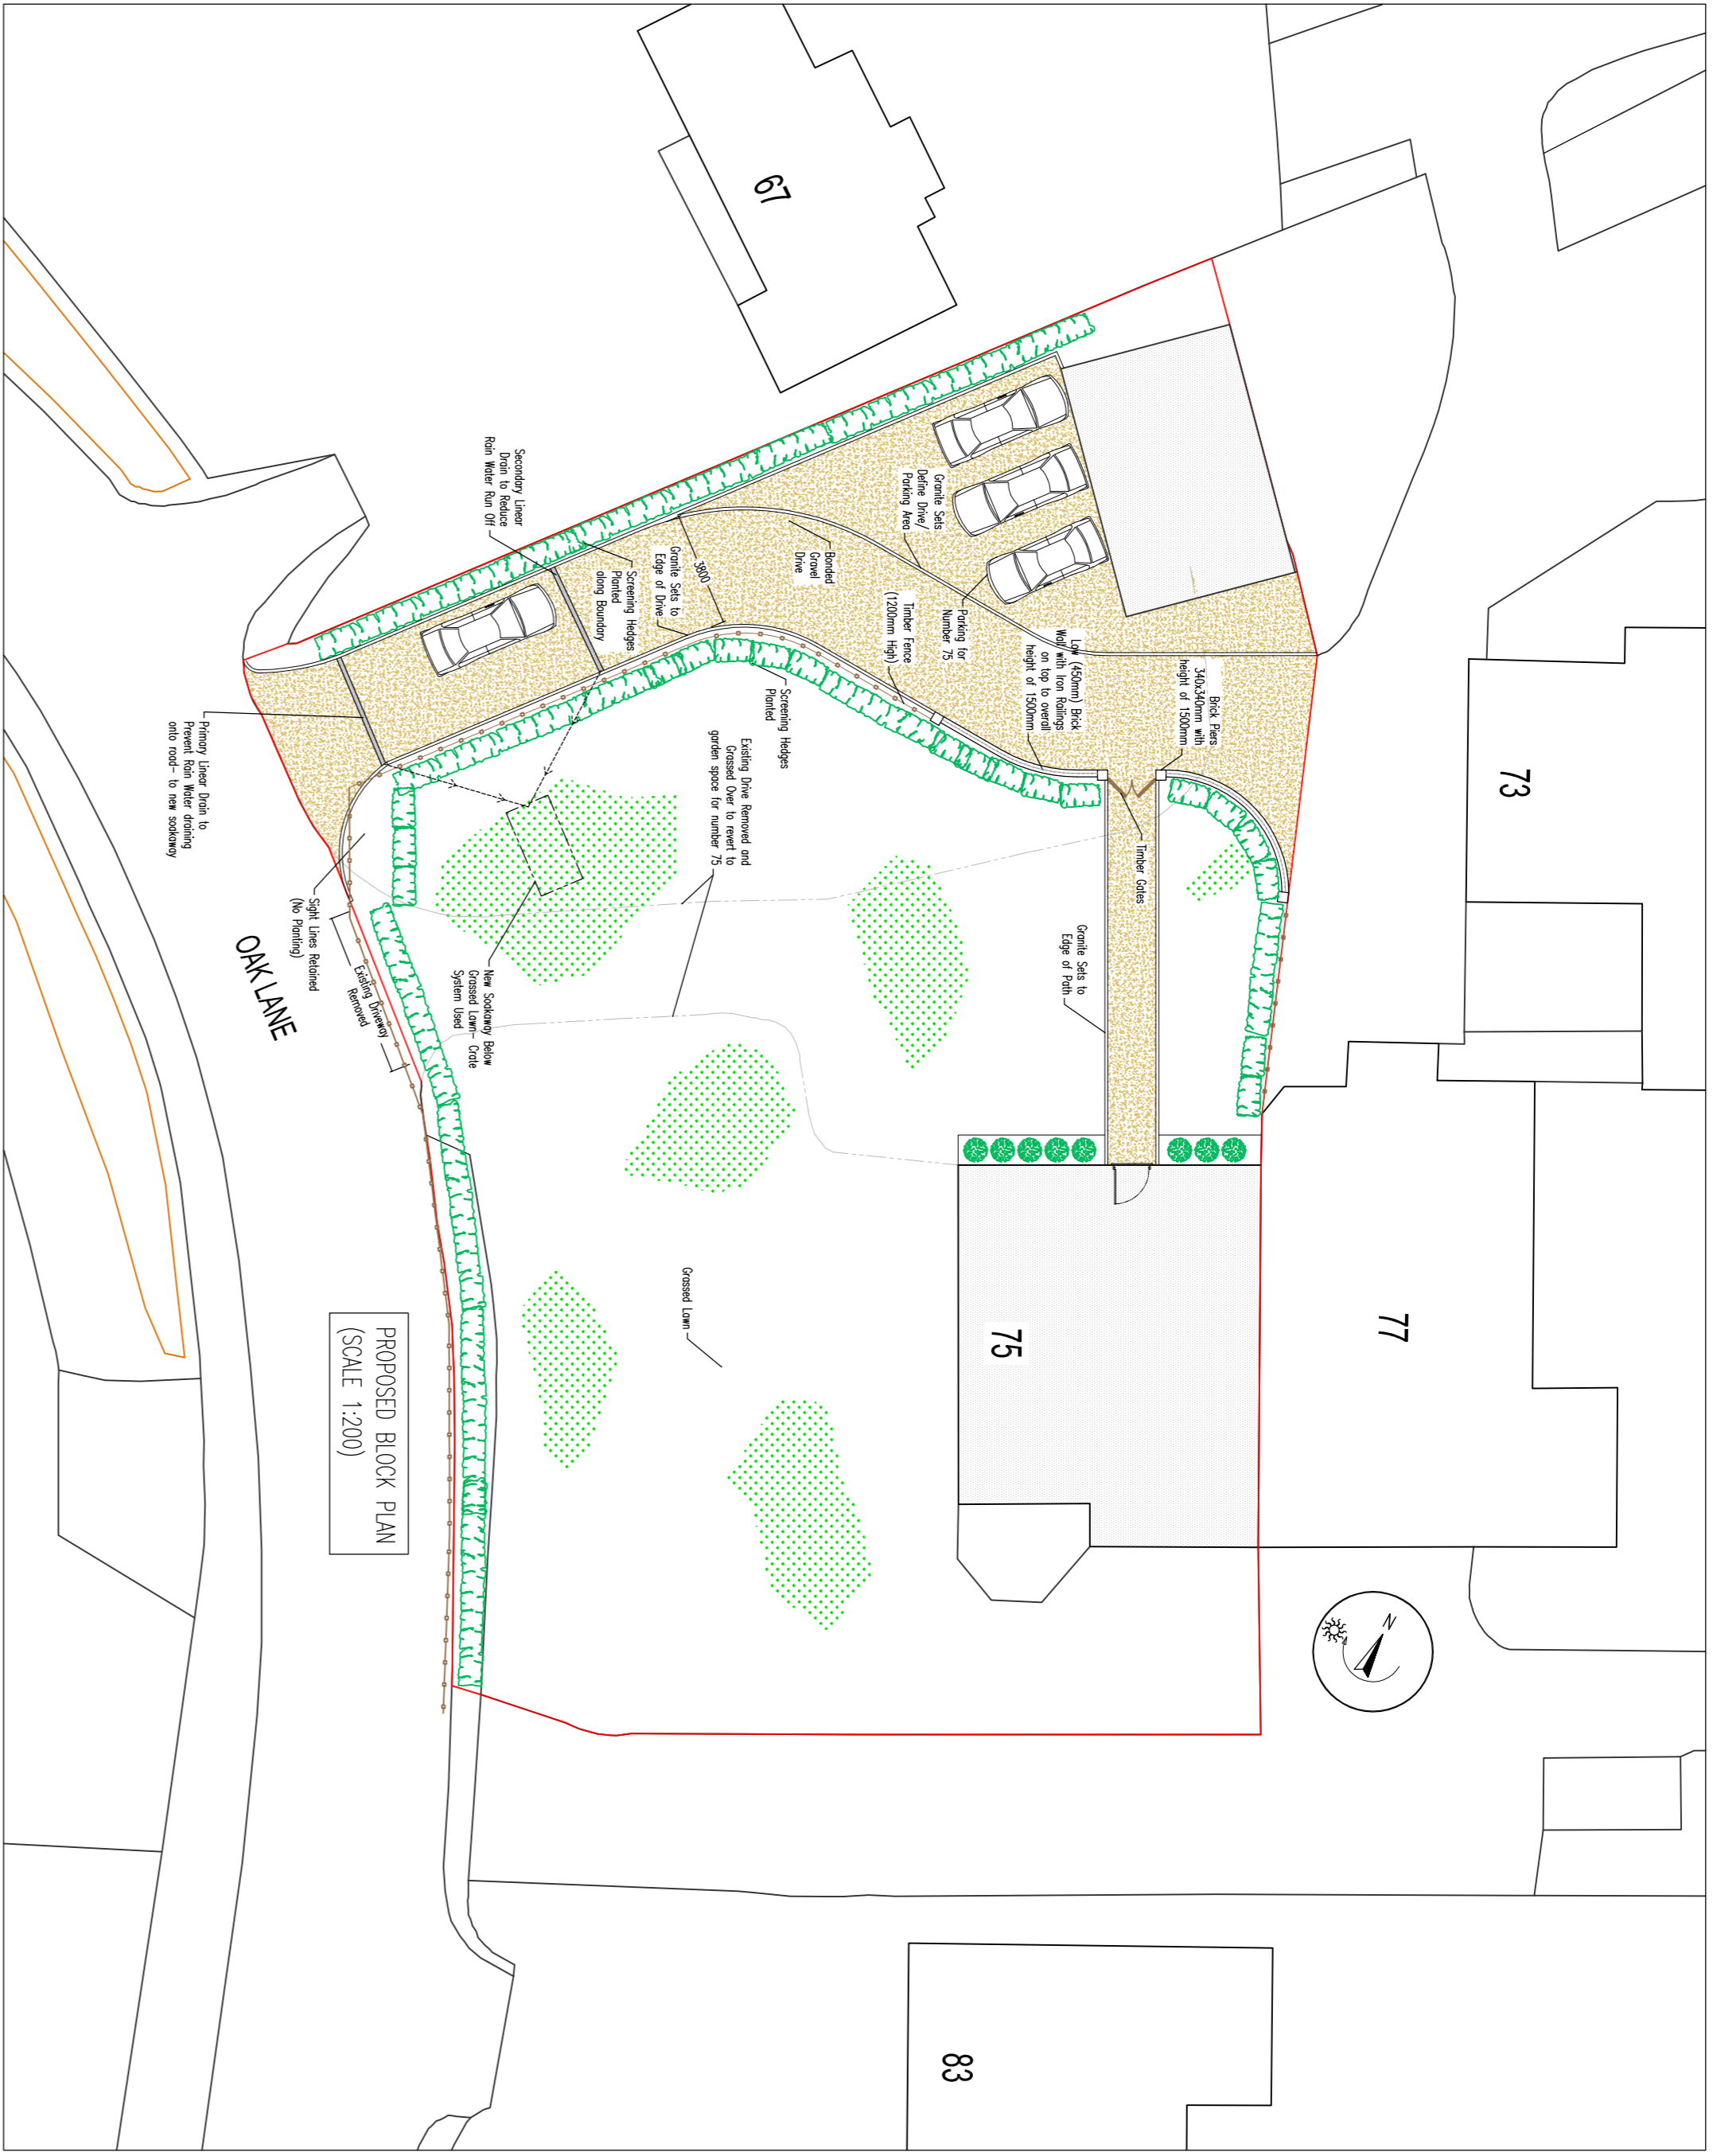 67
73
77
75
83
Brick Piers
340x340mm with
height of 1500mm
Low (450mm) Brick
Wall with Iron Railings
on top to overall
height of 1500mm
Parking for
Number 75
Granite Sets
Define Drive/
Parking Area
Timber Fence
(1200mm High)
Bonded
Gravel
Drive
3800
Granite Sets to
Edge of Drive
Screening Hedges
Planted
along Boundary
Secondary Linear
Drain to Reduce
Rain Water Run Off
Screening Hedges
Planted
Timber Gates
Granite Sets to
Edge of Path
Existing Drive Removed and
Grassed Over to revert to
garden space for number 75
Primary Linear Drain to
Prevent Rain Water draining
onto road- to new soakaway
Sight Lines Retained
(No Planting)
Existing Driveway
Removed
New Soakaway Below
Grassed Lawn- Crate
System Used
OAK LANE
Grassed Lawn
N
PROPOSED BLOCK PLAN
(SCALE 1:200)